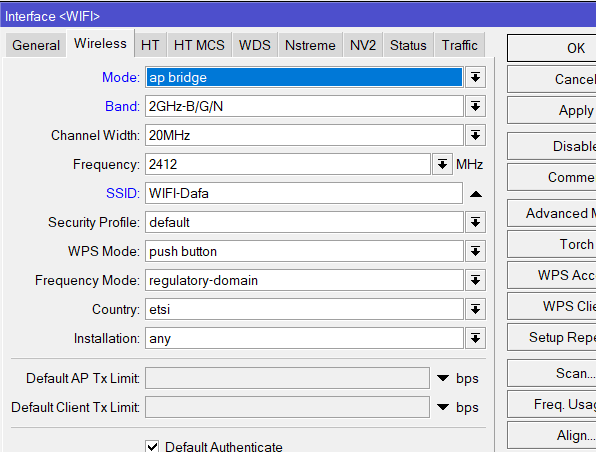 Interface <WIFI>
General Wireless HT HT MCS WDS Nstreme NV2 Status Traffic
Mode: ap bridge
Band: 2GHz-B/G/N
Channel Width: 20MHz
Frequency: 2412 MHz
SSID: WIFI-Dafa
Security Profile: default
WPS Mode: push button
Frequency Mode: regulatory-domain
Country: etsi
Installation: any
Default AP Tx Limit: bps
Default Client Tx Limit: bps
Default Authenticate
OK
Cancel
Apply
Disable
Comme
Advanced M
Torch
WPS Acc
WPS Clie
Setup Repe
Scan...
Freq. Usag
Align...